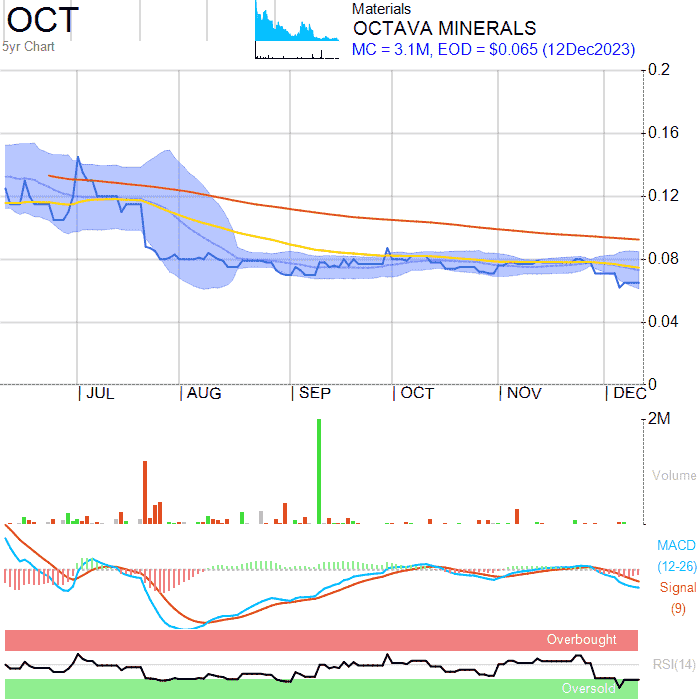 OCT
5yr Chart
Materials
OCTAVA MINERALS
MC = 3.1M, EOD = $0.065 (12Dec2023)
0.2
0.16
0.12
0.08
0.04
0
| JUL | AUG | SEP | OCT | NOV | DEC
2M
Volume
MACD
(12-26)
Signal
(9)
Overbought
RSI(14)
Oversold